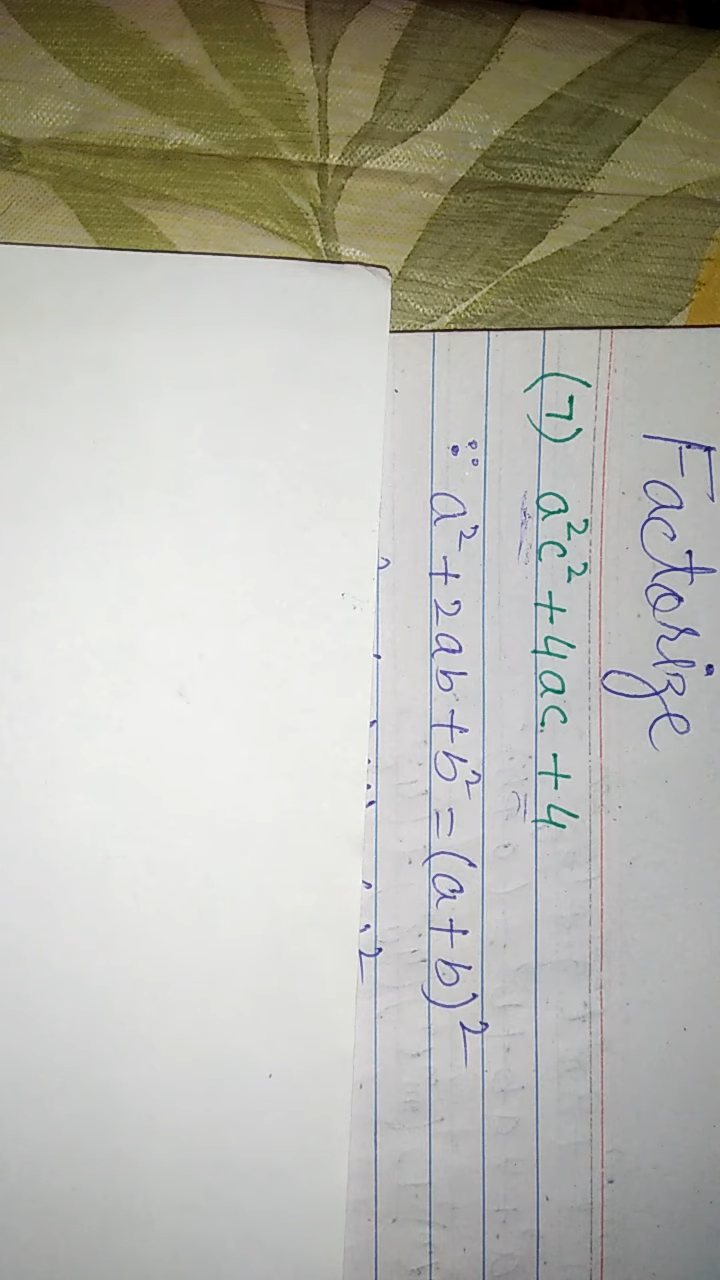 Factorize
(7) a²c² + 4ac + 4
∵ a² + 2ab + b² = (a + b)²